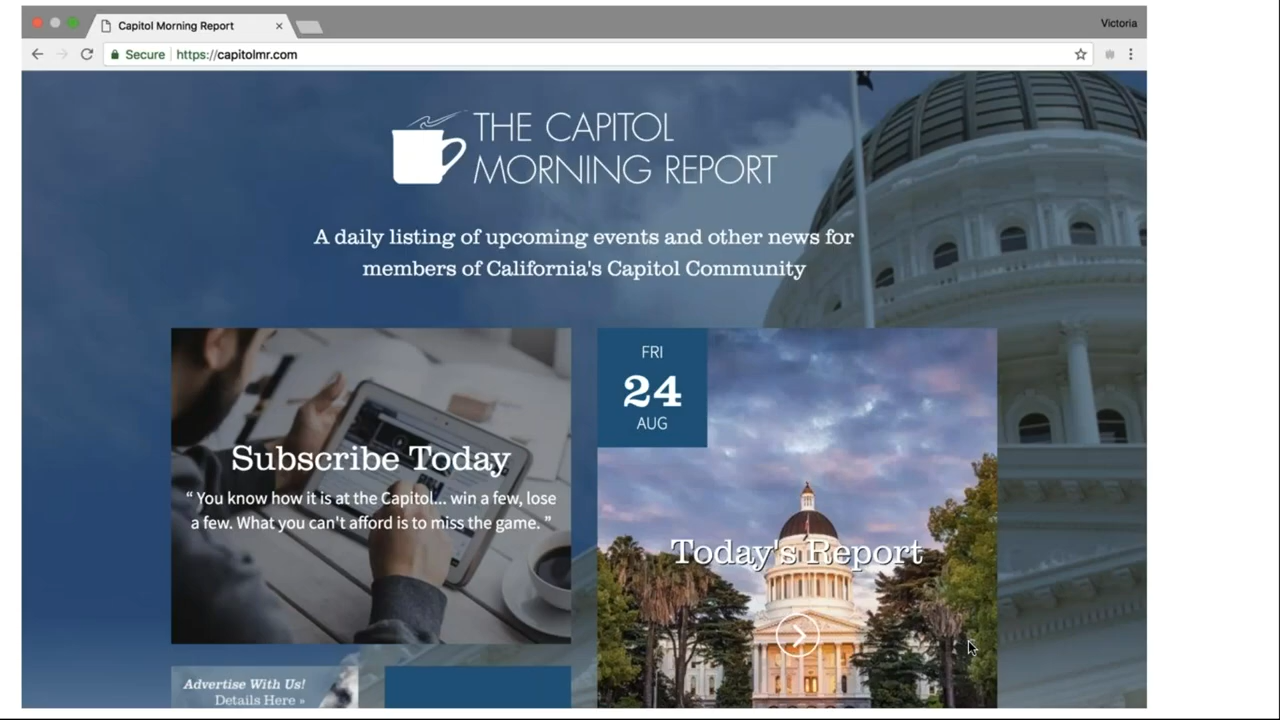 Capitol Morning Report
Victoria
Secure
https://capitolmr.com
THE CAPITOL
MORNING REPORT
A daily listing of upcoming events and other news for
members of California's Capitol Community
Subscribe Today
“ You know how it is at the Capitol... win a few, lose
a few. What you can't afford is to miss the game. ”
FRI
24
AUG
Today's Report
Advertise With Us!
Details Here »